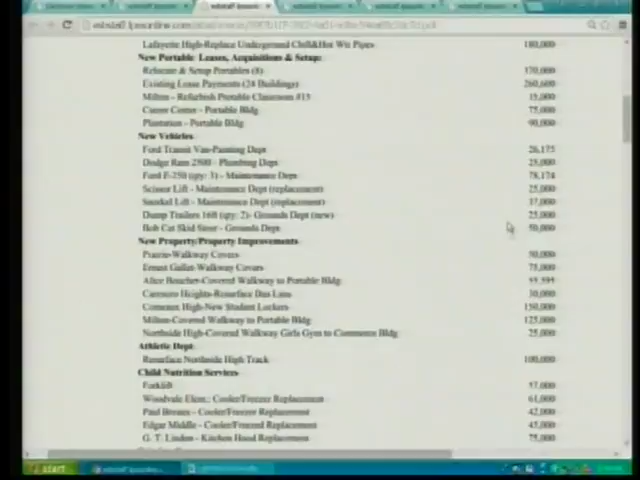 Lafayette High-Replace Underground Chill&Hot Wtr Pipes 180,000
New Portable Leases, Acquisitions & Setup:
Relocate & Setup Portables (8) 370,000
Existing Lease Payments (24 Buildings) 260,600
Milton - Refurbish Portable Classroom #13 15,000
Career Center - Portable Bldg 75,000
Plantation - Portable Bldg 90,000
New Vehicles
Ford Transit Van-Painting Dept 26,175
Dodge Ram 2500 - Plumbing Dept 25,000
Ford F-250 (qty: 3) - Maintenance Dept 78,174
Scissor Lift - Maintenance Dept (replacement) 25,000
Snorkel Lift - Maintenance Dept (replacement) 37,000
Dump Trailers 16ft (qty: 2)- Grounds Dept (new) 25,000
Bob Cat Skid Steer - Grounds Dept 50,000
New Property/Property Improvements
Prairie-Walkway Covers 50,000
Ernest Gallet-Walkway Covers 75,000
Alice Boucher-Covered Walkway to Portable Bldg
Carencro Heights-Resurface Bus Lane 30,000
Comeaux High-New Student Lockers 150,000
Milton-Covered Walkway to Portable Bldg 125,000
Northside High-Covered Walkway Girls Gym to Commerce Bldg 25,000
Athletic Dept
Resurface Northside High Track 100,000
Child Nutrition Services
Forklift 57,000
Woodvale Elem.- Cooler/Freezer Replacement 61,000
Paul Breaux - Cooler/Freezer Replacement 42,000
Edgar Middle - Cooler/Freezer Replacement 45,000
G. T. Linden - Kitchen Hood Replacement 75,000
start